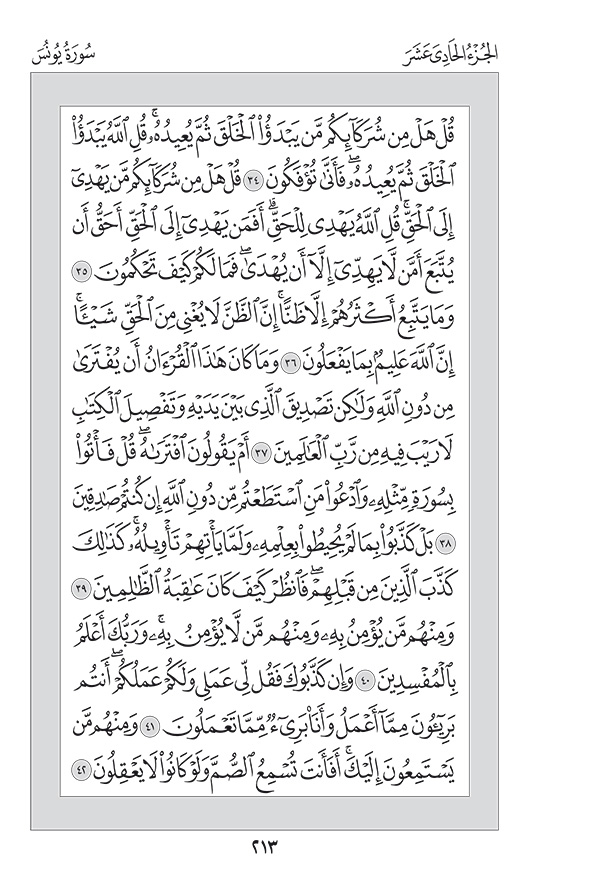 الجُزْءُ الحَادِى عَشَرَ
سُورَةُ يُونُسَ
قُلْ هَلْ مِن شُرَكَآئِكُم مَّن يَبْدَؤُا۟ ٱلْخَلْقَ ثُمَّ يُعِيدُهُۥ ۚ قُلِ ٱللَّهُ يَبْدَؤُا۟
ٱلْخَلْقَ ثُمَّ يُعِيدُهُۥ ۖ فَأَنَّىٰ تُؤْفَكُونَ ٣٤ قُلْ هَلْ مِن شُرَكَآئِكُم مَّن يَهْدِىٓ
إِلَى ٱلْحَقِّ ۚ قُلِ ٱللَّهُ يَهْدِى لِلْحَقِّ ۗ أَفَمَن يَهْدِىٓ إِلَى ٱلْحَقِّ أَحَقُّ أَن
يُتَّبَعَ أَمَّن لَّا يَهِدِّىٓ إِلَّآ أَن يُهْدَىٰ ۖ فَمَا لَكُمْ كَيْفَ تَحْكُمُونَ ٣٥
وَمَا يَتَّبِعُ أَكْثَرُهُمْ إِلَّا ظَنًّا ۚ إِنَّ ٱلظَّنَّ لَا يُغْنِى مِنَ ٱلْحَقِّ شَيْـًٔا ۚ
إِنَّ ٱللَّهَ عَلِيمٌۢ بِمَا يَفْعَلُونَ ٣٦ وَمَا كَانَ هَـٰذَا ٱلْقُرْءَانُ أَن يُفْتَرَىٰ
مِن دُونِ ٱللَّهِ وَلَـٰكِن تَصْدِيقَ ٱلَّذِى بَيْنَ يَدَيْهِ وَتَفْصِيلَ ٱلْكِتَـٰبِ
لَا رَيْبَ فِيهِ مِن رَّبِّ ٱلْعَـٰلَمِينَ ٣٧ أَمْ يَقُولُونَ ٱفْتَرَىٰهُ ۖ قُلْ فَأْتُوا۟
بِسُورَةٍ مِّثْلِهِۦ وَٱدْعُوا۟ مَنِ ٱسْتَطَعْتُم مِّن دُونِ ٱللَّهِ إِن كُنتُمْ صَـٰدِقِينَ
٣٨ بَلْ كَذَّبُوا۟ بِمَا لَمْ يُحِيطُوا۟ بِعِلْمِهِۦ وَلَمَّا يَأْتِهِمْ تَأْوِيلُهُۥ ۚ كَذَٰلِكَ
كَذَّبَ ٱلَّذِينَ مِن قَبْلِهِمْ ۖ فَٱنظُرْ كَيْفَ كَانَ عَـٰقِبَةُ ٱلظَّـٰلِمِينَ ٣٩
وَمِنْهُم مَّن يُؤْمِنُ بِهِۦ وَمِنْهُم مَّن لَّا يُؤْمِنُ بِهِۦ ۚ وَرَبُّكَ أَعْلَمُ
بِٱلْمُفْسِدِينَ ٤٠ وَإِن كَذَّبُوكَ فَقُل لِّى عَمَلِى وَلَكُمْ عَمَلُكُمْ ۖ أَنتُم
بَرِيٓـُٔونَ مِمَّآ أَعْمَلُ وَأَنَا۠ بَرِىٓءٌ مِّمَّا تَعْمَلُونَ ٤١ وَمِنْهُم مَّن
يَسْتَمِعُونَ إِلَيْكَ ۚ أَفَأَنتَ تُسْمِعُ ٱلصُّمَّ وَلَوْ كَانُوا۟ لَا يَعْقِلُونَ ٤٢
٢١٣